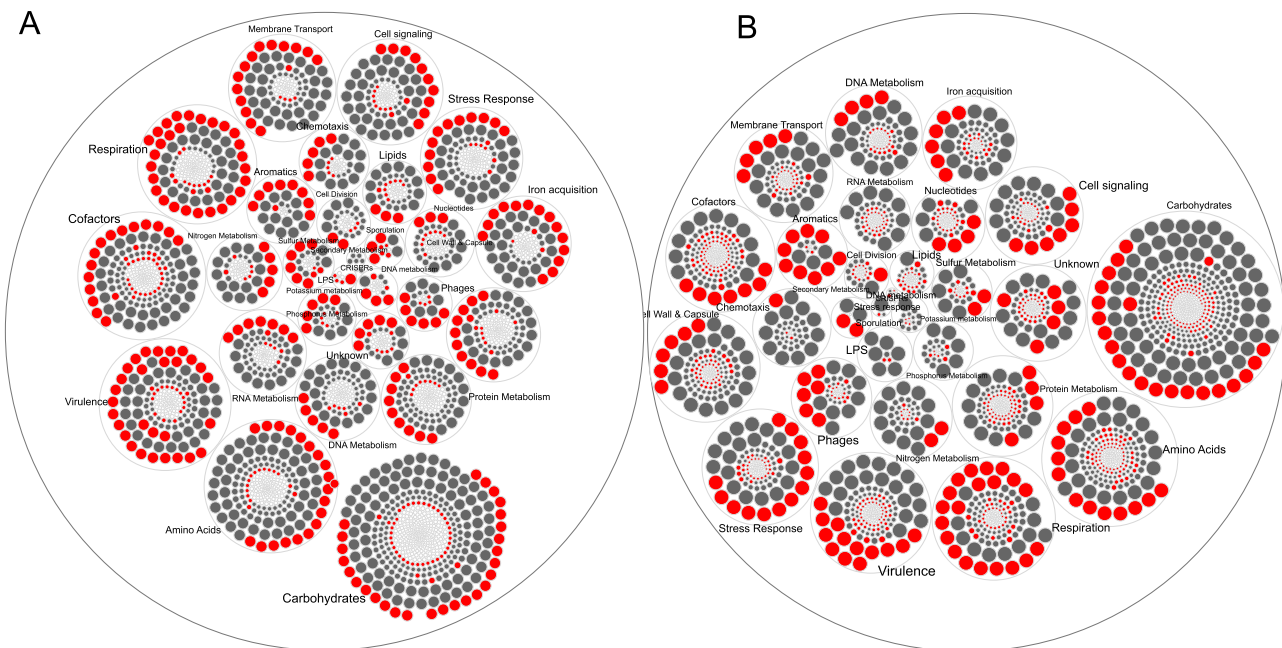 A
Membrane Transport
Cell signaling
Stress Response
Chemotaxis
Respiration
Lipids
Aromatics
Cell Division
Iron acquisition
Nucleotides
Cofactors
Nitrogen Metabolism
Sporulation
Sulfur Metabolism
Cell Wall & Capsule
Secondary Metabolism
CRISPRs
DNA metabolism
LPS
Potassium metabolism
Phages
Phosphorus Metabolism
Unknown
RNA Metabolism
Protein Metabolism
Virulence
DNA Metabolism
Amino Acids
Carbohydrates
B
DNA Metabolism
Iron acquisition
Membrane Transport
RNA Metabolism
Nucleotides
Cell signaling
Cofactors
Carbohydrates
Aromatics
Cell Division
Lipids
Sulfur Metabolism
Unknown
Secondary Metabolism
DNA metabolism
Chemotaxis
Stress response
ell Wall & Capsule
Potassium metabolism
Sporulation
LPS
Phosphorus Metabolism
Protein Metabolism
Phages
Amino Acids
Nitrogen Metabolism
Stress Response
Respiration
Virulence